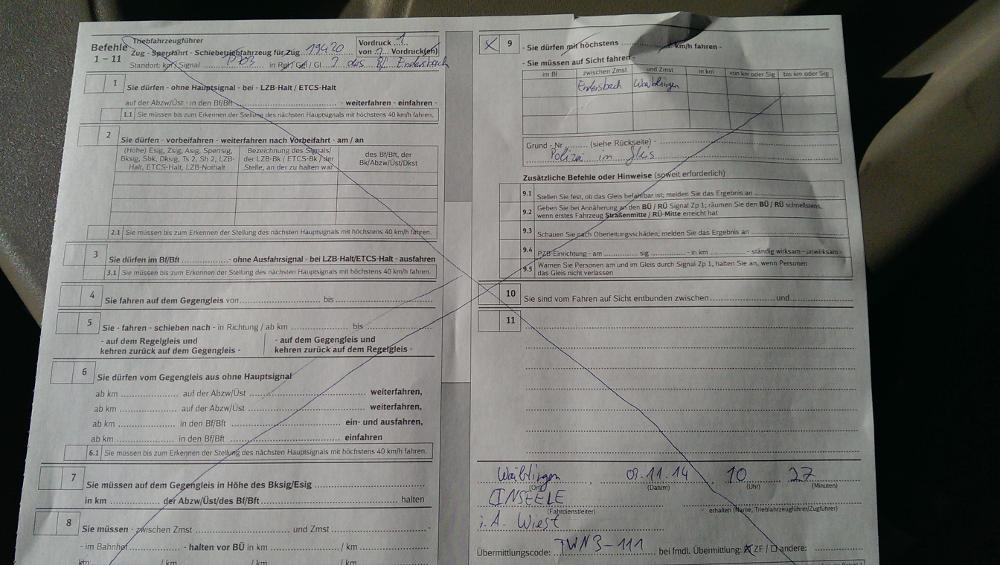 Befehle
1 – 11
Triebfahrzeugführer
Zug - Sperrfahrt - Schiebetriebfahrzeug für Zug 19420
Vordruck 1
von 1 Vordruck(en)
Standort: km / Signal P203 in Bf / Gl 7 des Bf. Endersbach
1 Sie dürfen - ohne Hauptsignal - bei - LZB-Halt / ETCS-Halt
auf der Abzw/Üst - in den Bf/Bft - weiterfahren - einfahren -
1.1 Sie müssen bis zum Erkennen der Stellung des nächsten Hauptsignals mit höchstens 40 km/h fahren.
2 Sie dürfen - vorbeifahren - weiterfahren nach Vorbeifahrt - am / an
(Höhe) Esig, Zsig, Asig, Sperrsig,
Bksig, Sbk, Dksig, Ts 2, Sh 2, LZB-
Halt, ETCS-Halt, LZB-Nothalt
Bezeichnung des Signals/
der LZB-Bk / ETCS-Bk / der
Stelle, an der zu halten war
des Bf/Bft, der
Bk/Abzw/Üst/Dkst
2.1 Sie müssen bis zum Erkennen der Stellung des nächsten Hauptsignals mit höchstens 40 km/h fahren.
3 Sie dürfen im Bf/Bft - ohne Ausfahrsignal - bei LZB-Halt/ETCS-Halt - ausfahren
3.1 Sie müssen bis zum Erkennen der Stellung des nächsten Hauptsignals mit höchstens 40 km/h fahren.
4 Sie fahren auf dem Gegengleis von bis
5 Sie - fahren - schieben nach - in Richtung / ab km bis
- auf dem Regelgleis und
kehren zurück auf dem Gegengleis -
- auf dem Gegengleis und
kehren zurück auf dem Regelgleis -
6 Sie dürfen vom Gegengleis aus ohne Hauptsignal
ab km auf der Abzw/Üst weiterfahren,
ab km auf der Abzw/Üst weiterfahren,
ab km in den Bf/Bft ein- und ausfahren,
ab km in den Bf/Bft einfahren
6.1 Sie müssen bis zum Erkennen der Stellung des nächsten Hauptsignals mit höchstens 40 km/h fahren.
7 Sie müssen auf dem Gegengleis in Höhe des Bksig/Esig
in km der Abzw/Üst/des Bf/Bft halten
8 Sie müssen - zwischen Zmst und Zmst
- im Bahnhof - halten vor BÜ in km / km
km / km / km / km
X 9 - Sie dürfen mit höchstens km/h fahren -
- Sie müssen auf Sicht fahren -
im Bf zwischen Zmst und Zmst in km von km oder Sig bis km oder Sig
Endersbach Waiblingen
Grund - Nr. (siehe Rückseite) -
Polizei im Gleis
Zusätzliche Befehle oder Hinweise (soweit erforderlich)
9.1 Stellen Sie fest, ob das Gleis befahrbar ist; melden Sie das Ergebnis an
9.2 Geben Sie bei Annäherung an den BÜ / RÜ Signal Zp 1; räumen Sie den BÜ / RÜ schnellstens,
wenn erstes Fahrzeug Straßenmitte / RÜ-Mitte erreicht hat
9.3 Schauen Sie nach Oberleitungsschäden; melden Sie das Ergebnis an
9.4 PZB Einrichtung - am sig - in km - ständig wirksam - unwirksam -
9.5 Warnen Sie Personen am und im Gleis durch Signal Zp 1, halten Sie an, wenn Personen
das Gleis nicht verlassen
10 Sie sind vom Fahren auf Sicht entbunden zwischen und
11
Waiblingen, 09.11.14, 10 27
(Ort) (Datum) (Uhr) (Minuten)
CINSELE
(Fahrdienstleiter) erhalten (Name, Triebfahrzeugführer/Zugführer)
i. A. Wiest
Übermittlungscode: TWN3-111 bei fmdl. Übermittlung: X ZF / andere: